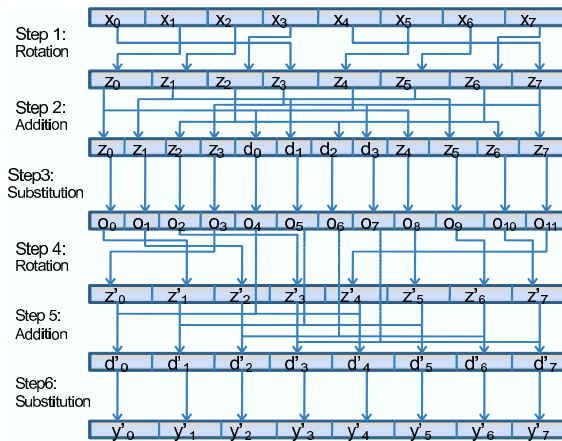 x₀ x₁ x₂ x₃ x₄ x₅ x₆ x₇
Step 1:
Rotation
z₀ z₁ z₂ z₃ z₄ z₅ z₆ z₇
Step 2:
Addition
z₀ z₁ z₂ z₃ d₀ d₁ d₂ d₃ z₄ z₅ z₆ z₇
Step3:
Substitution
o₀ o₁ o₂ o₃ o₄ o₅ o₆ o₇ o₈ o₉ o₁₀ o₁₁
Step 4:
Rotation
z'₀ z'₁ z'₂ z'₃ z'₄ z'₅ z'₆ z'₇
Step 5:
Addition
d'₀ d'₁ d'₂ d'₃ d'₄ d'₅ d'₆ d'₇
Step6:
Substitution
y'₀ y'₁ y'₂ y'₃ y'₄ y'₅ y'₆ y'₇